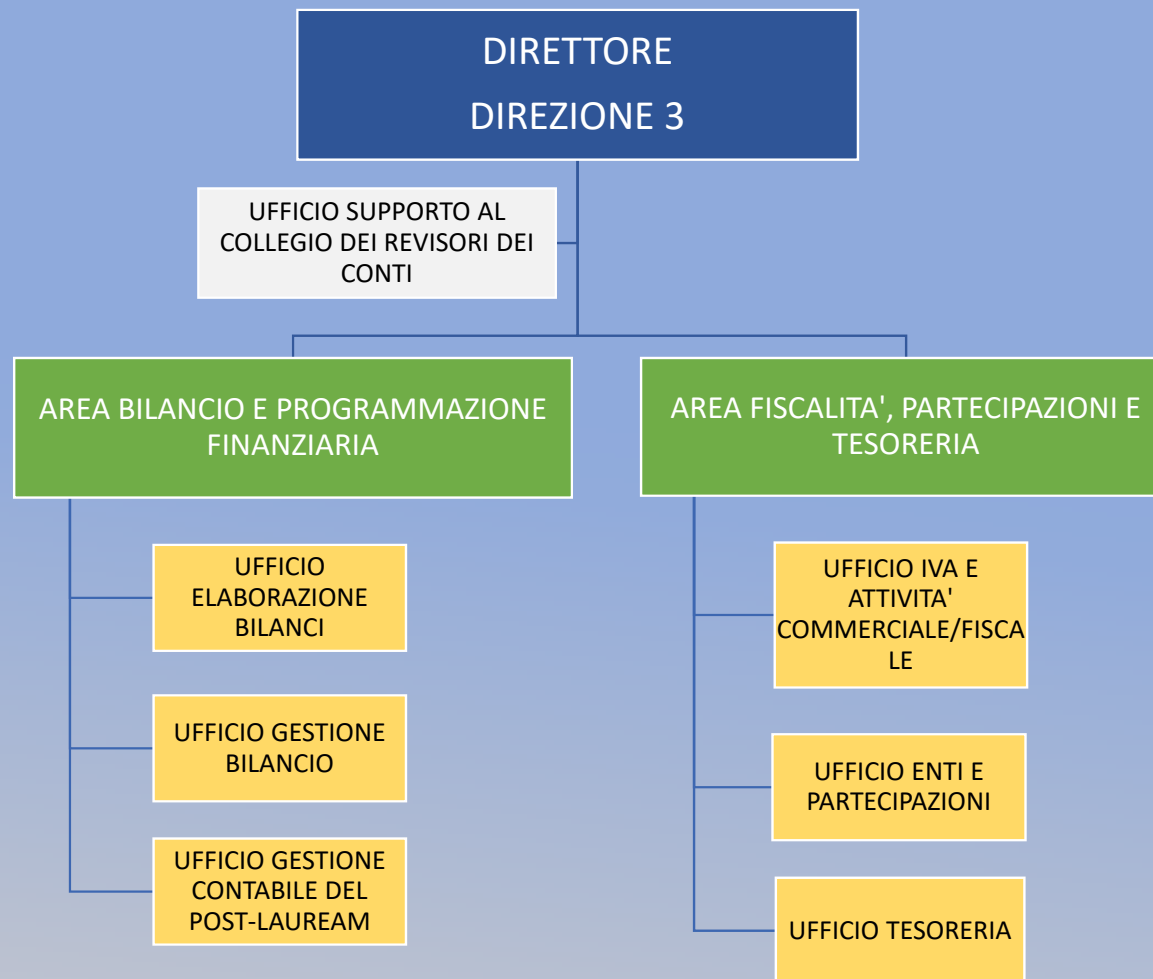 DIRETTORE
DIREZIONE 3
UFFICIO SUPPORTO AL
COLLEGIO DEI REVISORI DEI
CONTI
AREA BILANCIO E PROGRAMMAZIONE
FINANZIARIA
UFFICIO
ELABORAZIONE
BILANCI
UFFICIO GESTIONE
BILANCIO
UFFICIO GESTIONE
CONTABILE DEL
POST-LAUREAM
AREA FISCALITA', PARTECIPAZIONI E
TESORERIA
UFFICIO IVA E
ATTIVITA'
COMMERCIALE/FISCA
LE
UFFICIO ENTI E
PARTECIPAZIONI
UFFICIO TESORERIA